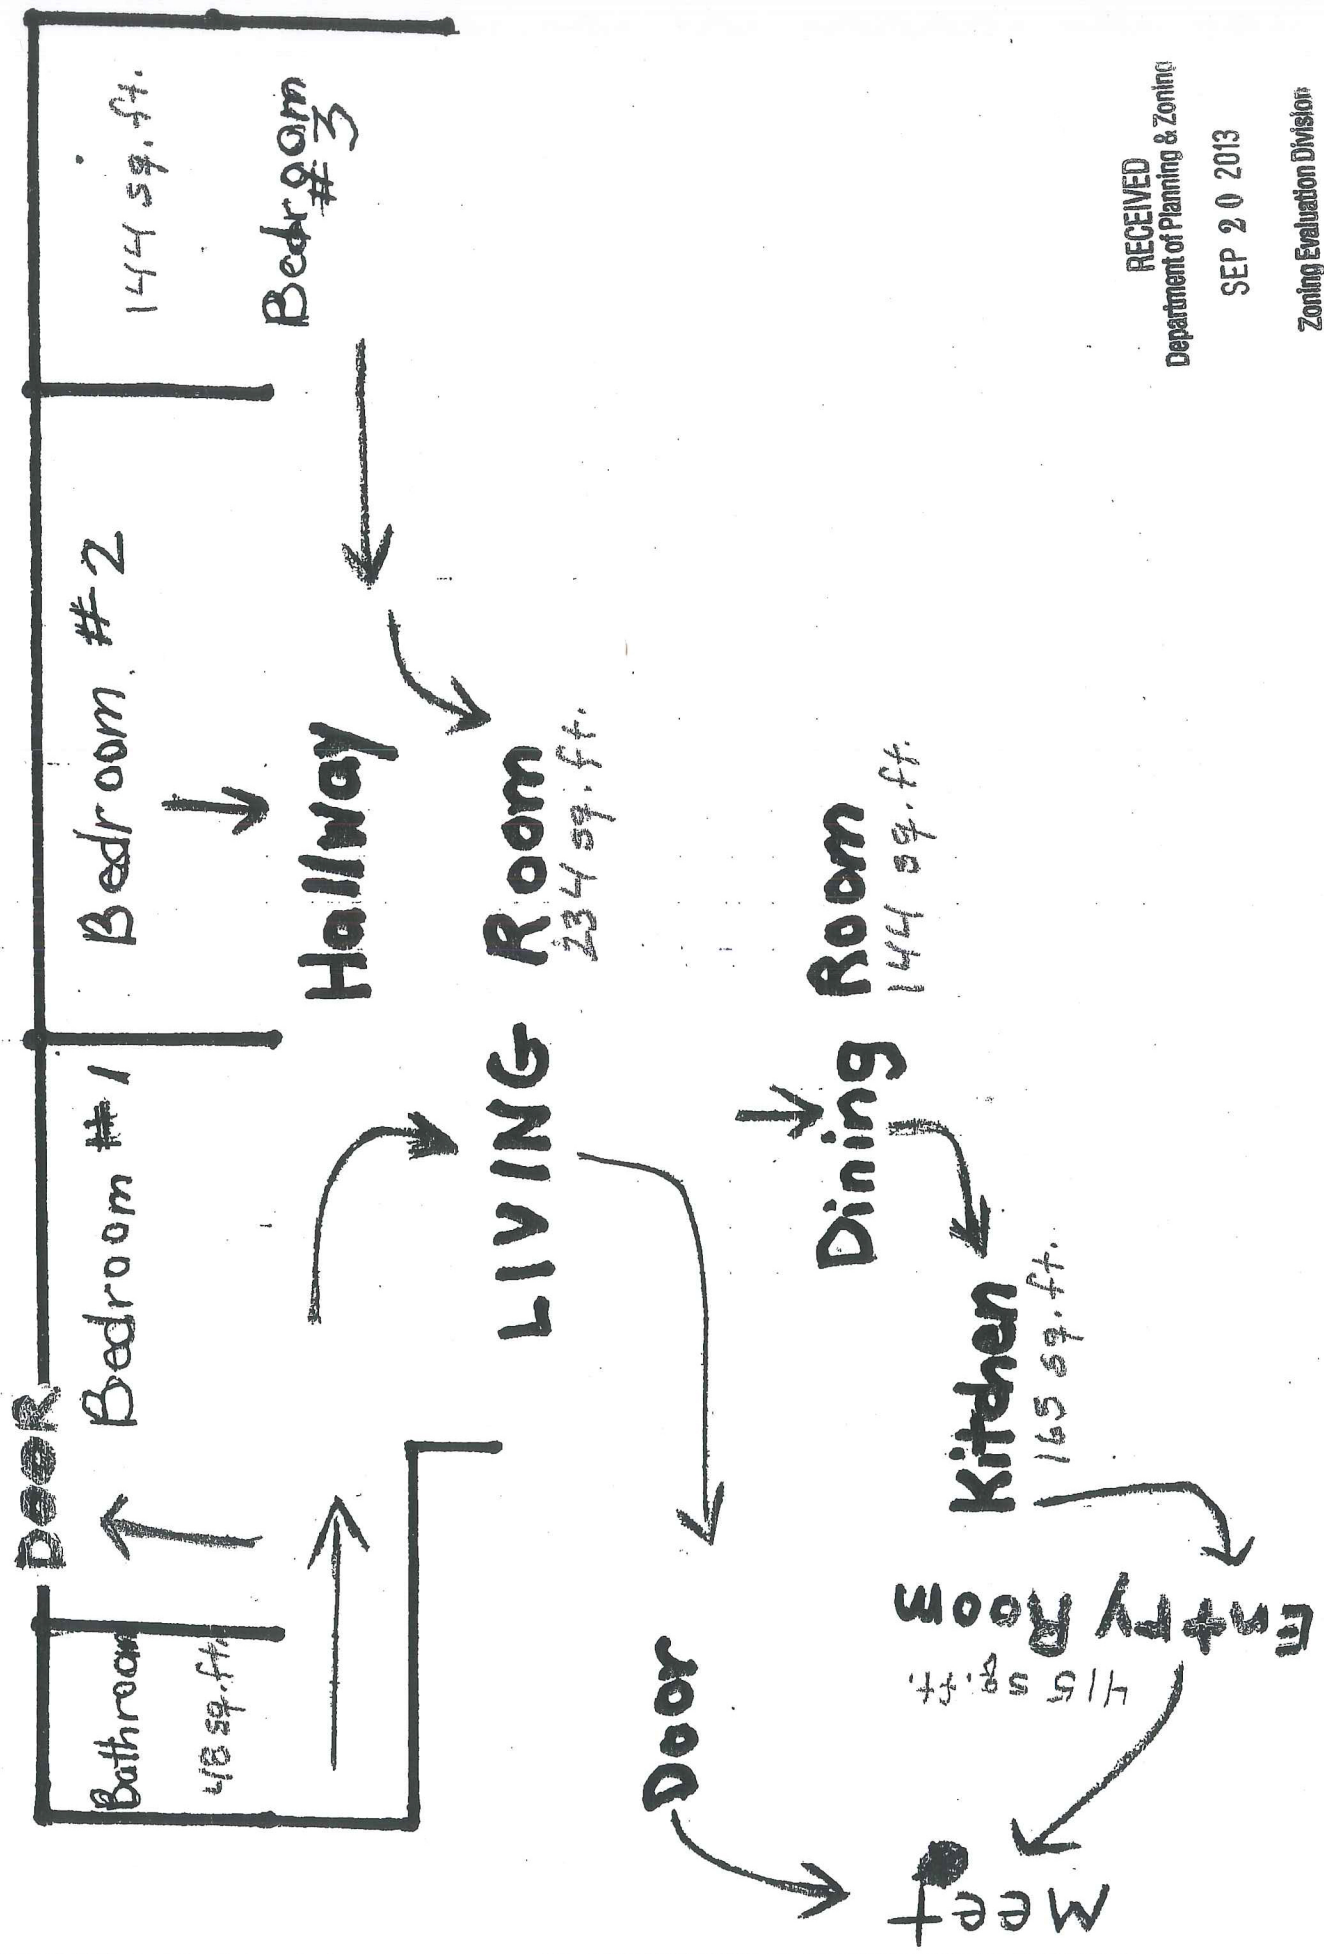 DOOR
Bathroom
48 sq.ft.
Bedroom #1
Bedroom #2
144 sq.ft.
Bedroom
#3
Hallway
LIVING Room
234 sq.ft.
Door
Dining Room
144 sq.ft.
Kitchen
165 sq.ft.
Entry Room
415 sq.ft.
Meet
RECEIVED
Department of Planning & Zoning
SEP 20 2013
Zoning Evaluation Division